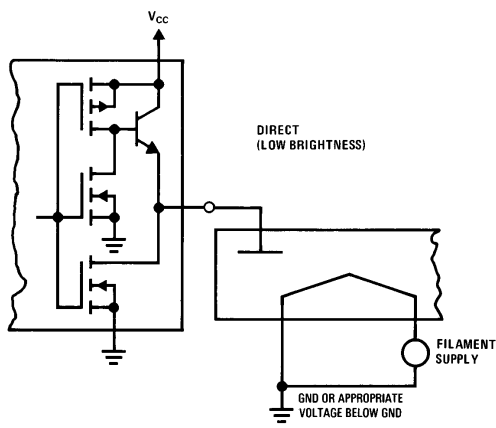 VCC
DIRECT
(LOW BRIGHTNESS)
FILAMENT
SUPPLY
GND OR APPROPRIATE
VOLTAGE BELOW GND